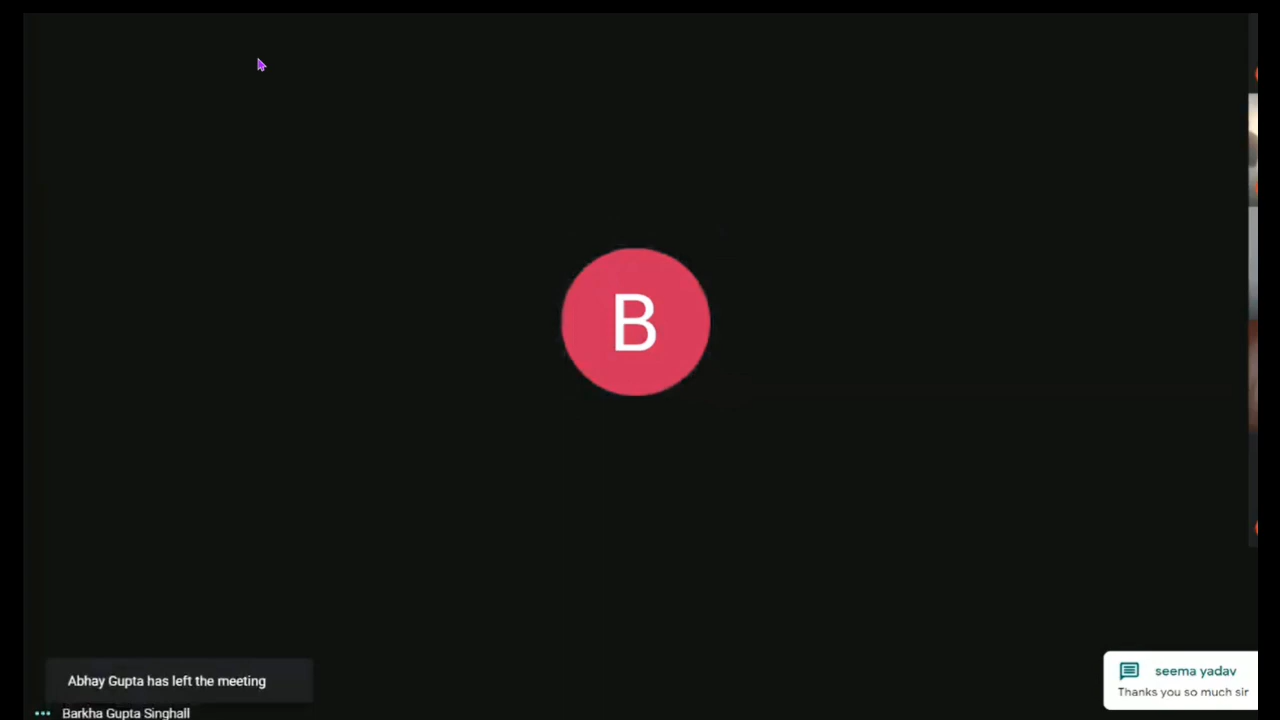 B
Abhay Gupta has left the meeting
Barkha Gupta Singhall
seema yadav
Thanks you so much sir